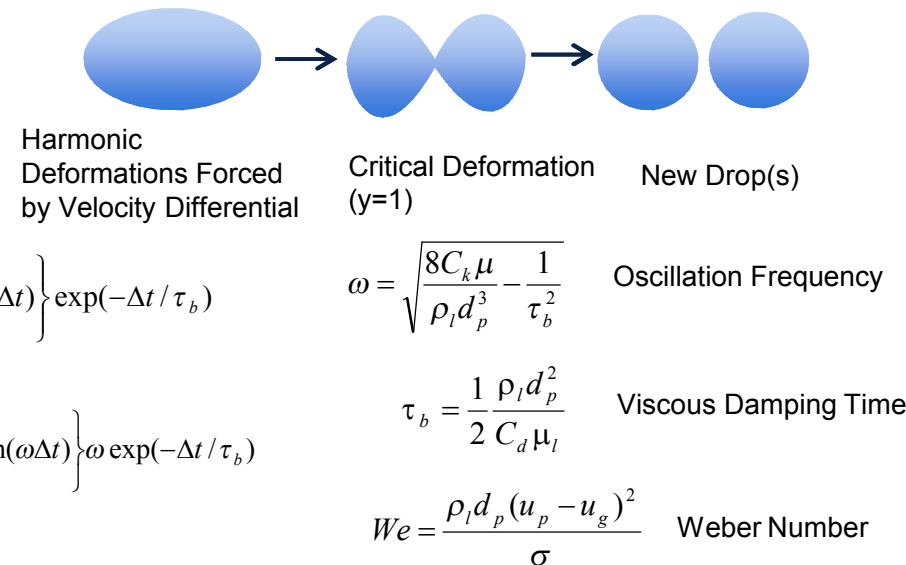 Harmonic
Deformations Forced
by Velocity Differential
Critical Deformation
(y=1)
New Drop(s)
Δt)} exp(−Δt / τ_b)
ω = √(8C_k μ / ρ_l d_p^3 − 1 / τ_b^2)
Oscillation Frequency
τ_b = 1/2 ρ_l d_p^2 / C_d μ_l
Viscous Damping Time
n(ωΔt)} ω exp(−Δt / τ_b)
We = ρ_l d_p (u_p − u_g)^2 / σ
Weber Number